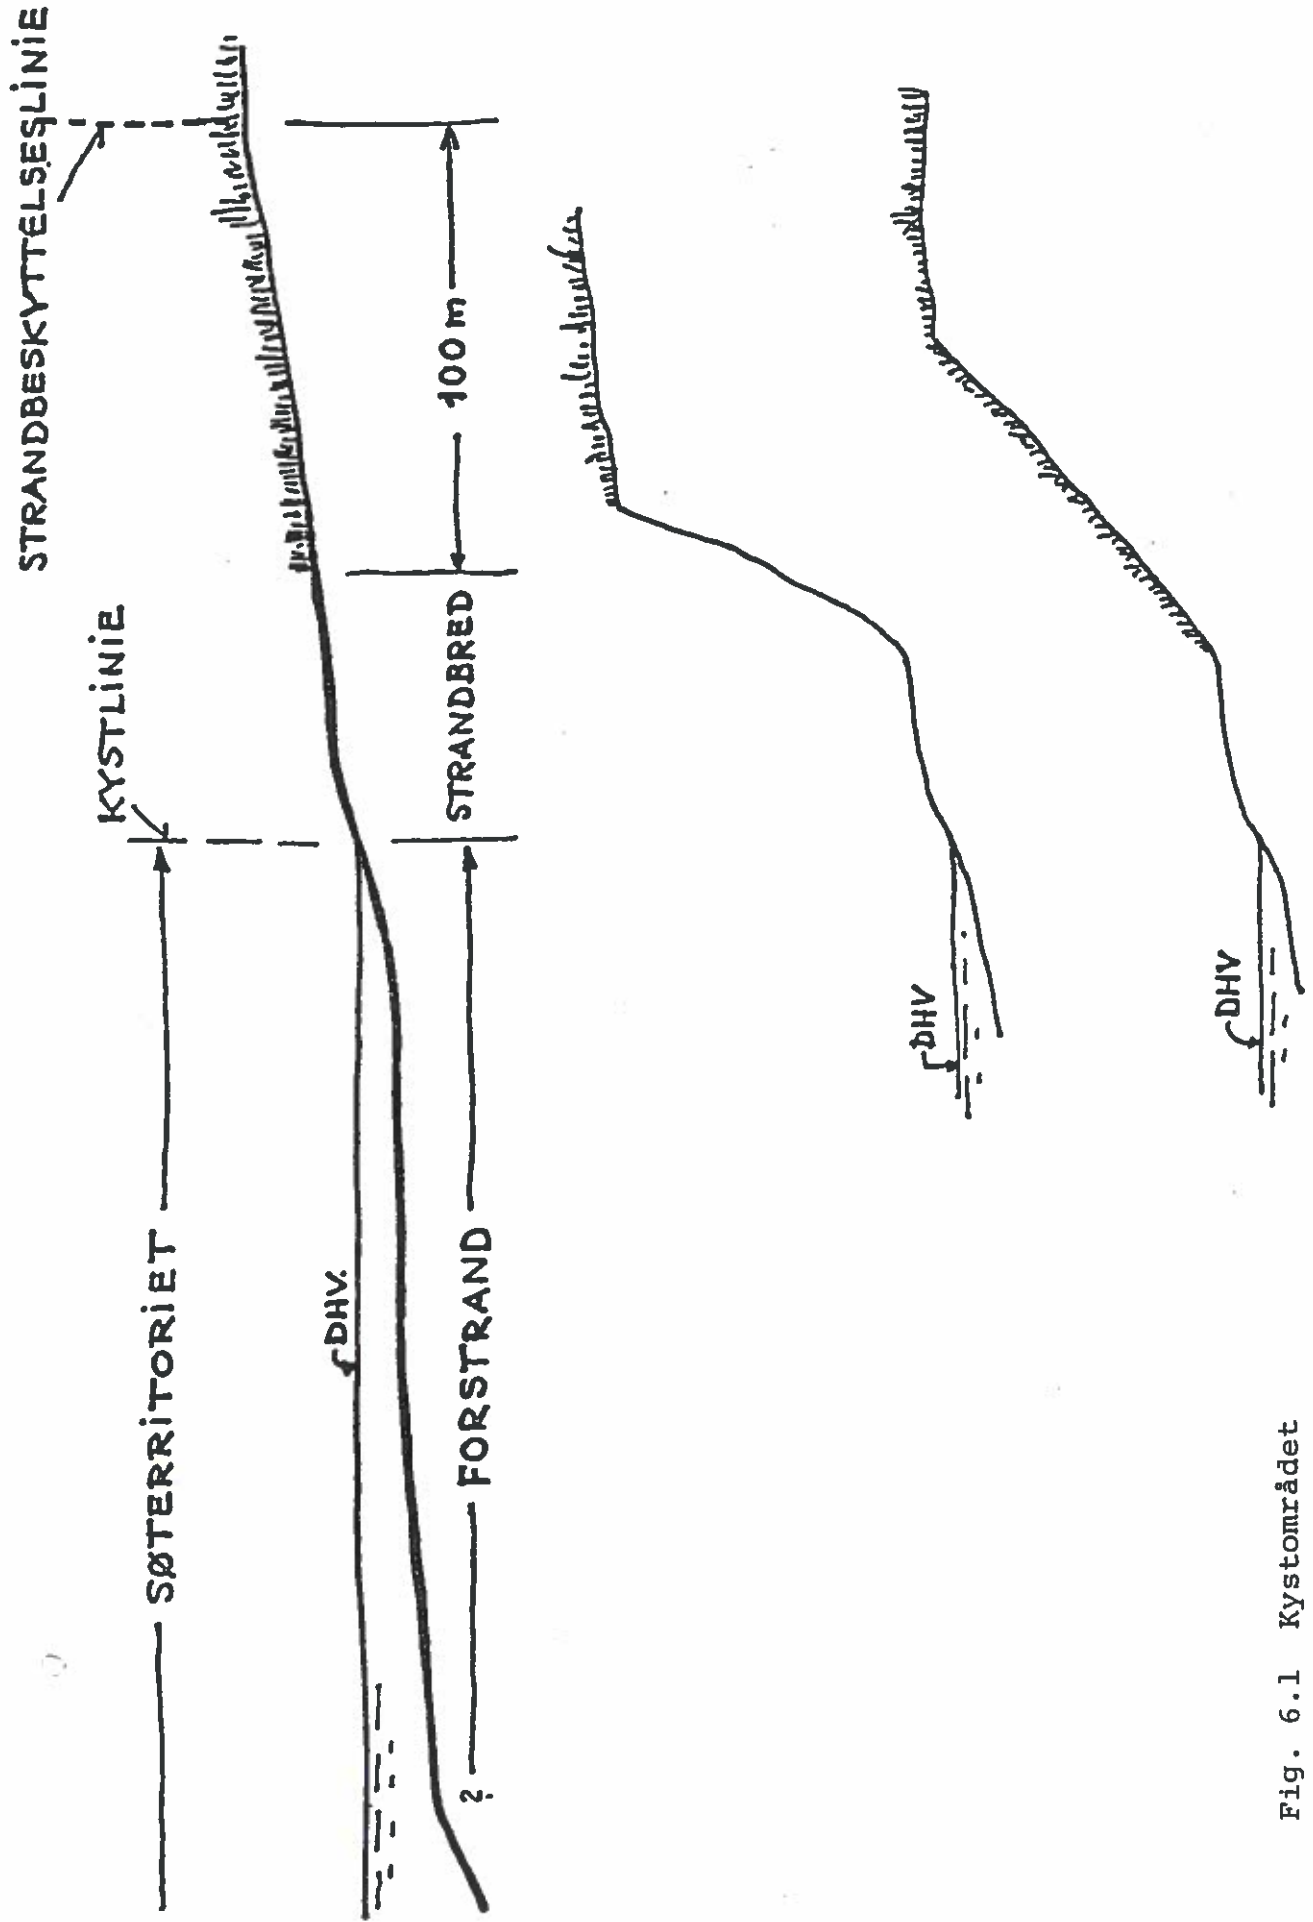 STRANDBESKYTTELSESLINIE
KYSTLINIE
SØTERRITORIET
DHV.
100 m
STRANDBRED
? FORSTRAND
DHV
DHV
Fig. 6.1 Kystområdet